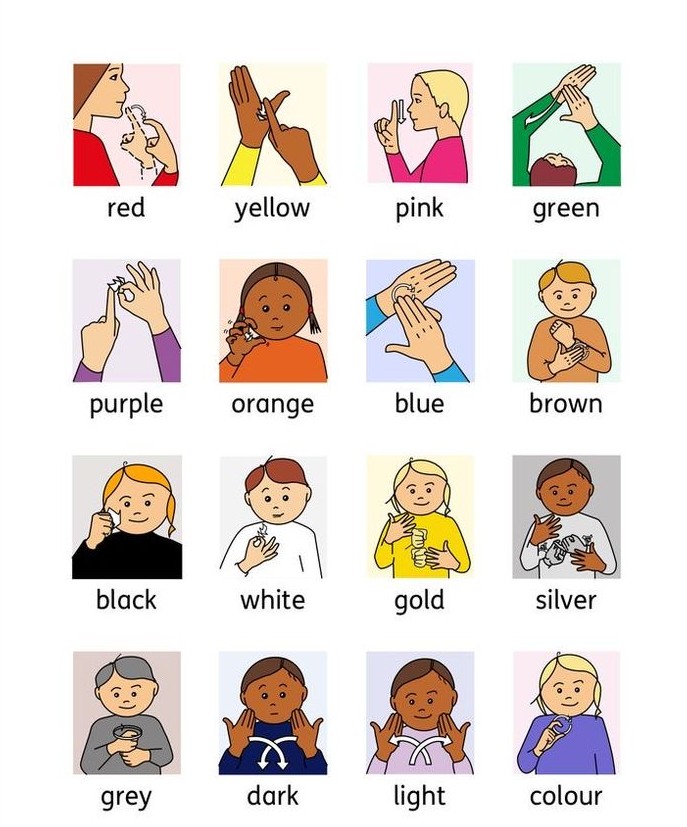 red yellow pink green
purple orange blue brown
black white gold silver
grey dark light colour